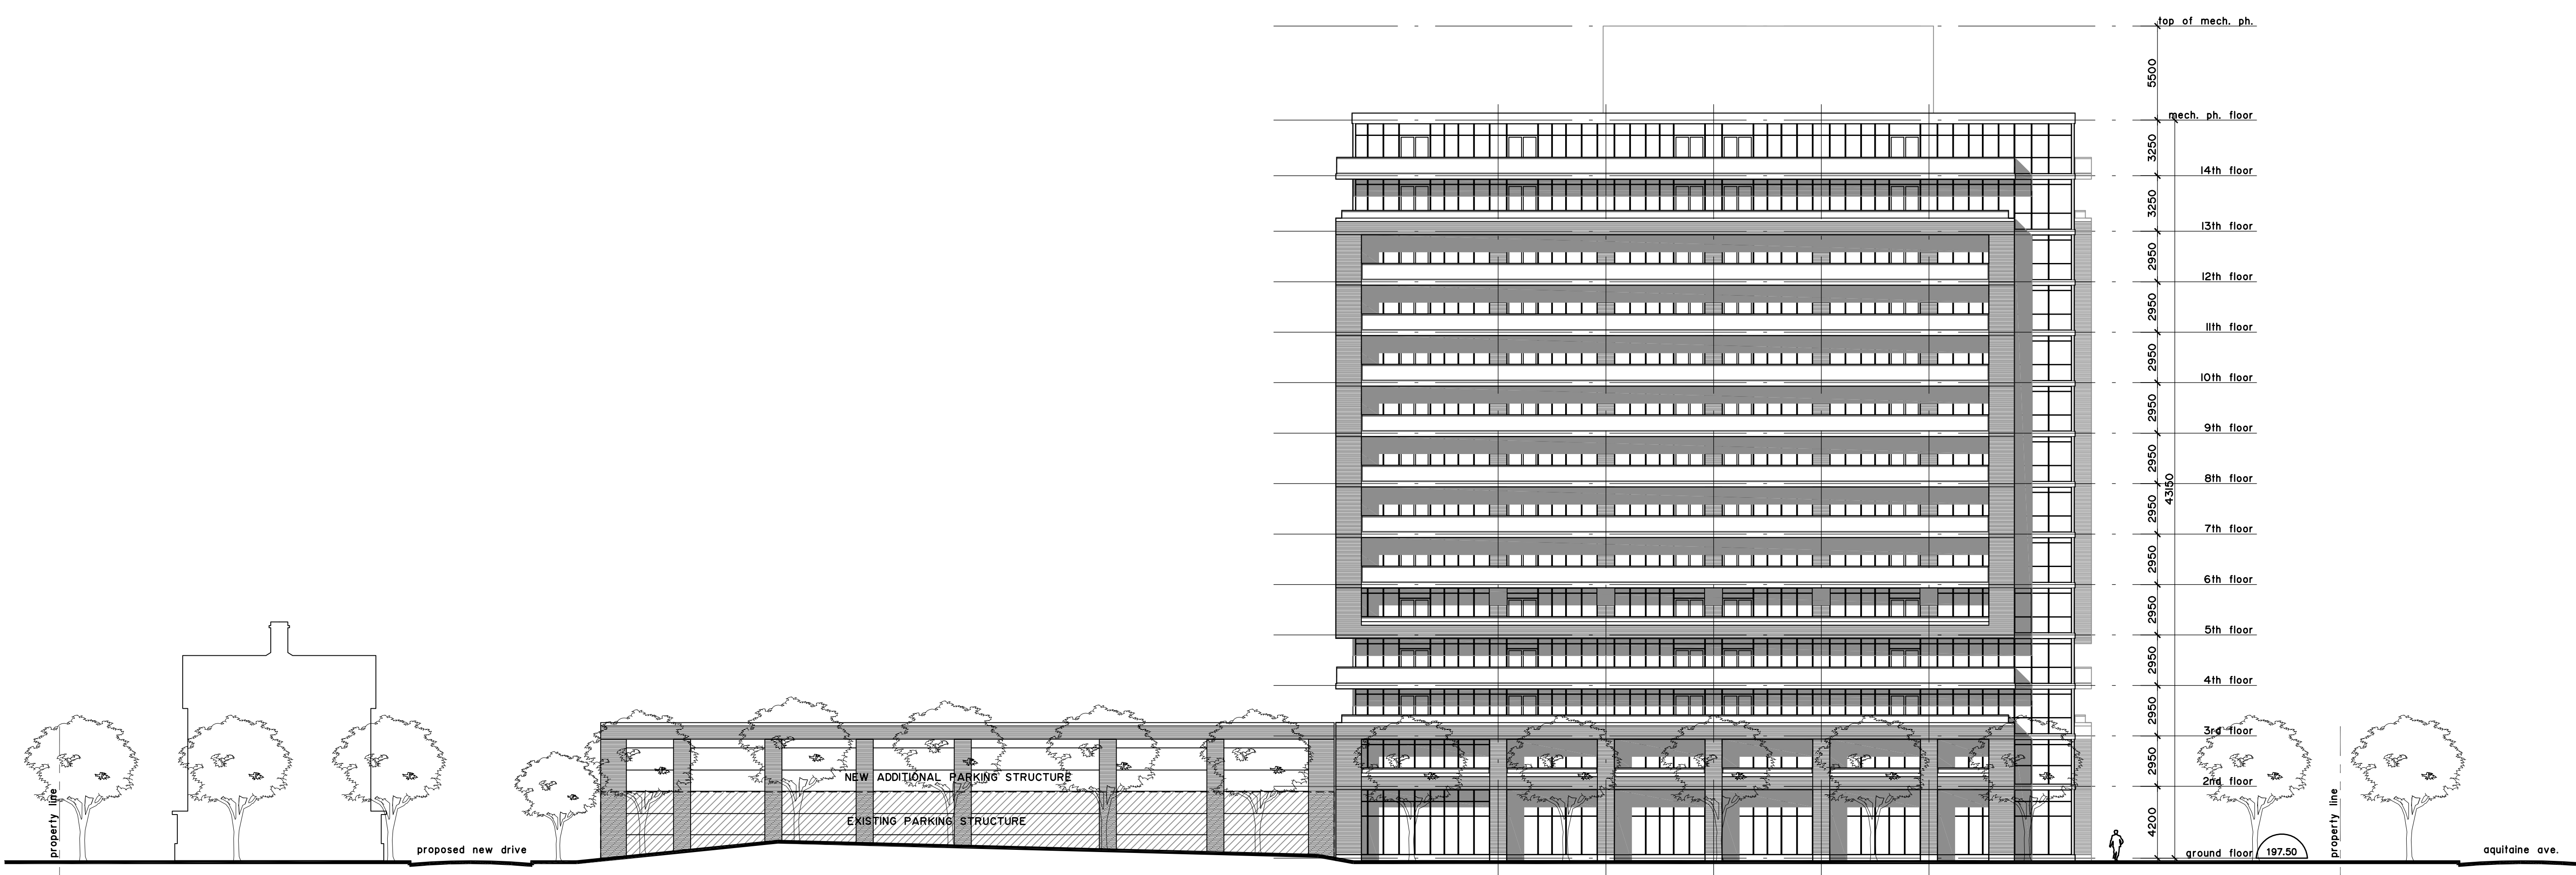 top of mech. ph.
5500
mech. ph. floor
3250
14th floor
3250
13th floor
2950
12th floor
2950
11th floor
2950
10th floor
2950
9th floor
2950
8th floor
2950
43150
7th floor
2950
6th floor
2950
5th floor
2950
4th floor
2950
3rd floor
2950
2nd floor
4200
ground floor
197.50
NEW ADDITIONAL PARKING STRUCTURE
EXISTING PARKING STRUCTURE
property line
proposed new drive
property line
aquitaine ave.